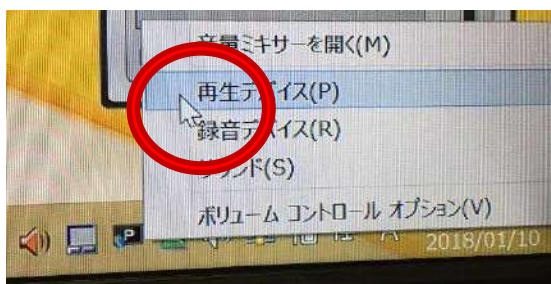 音量ミキサーを開く(M)
再生デバイス(P)
録音デバイス(R)
サウンド(S)
ボリューム コントロール オプション(V)
A
2018/01/10